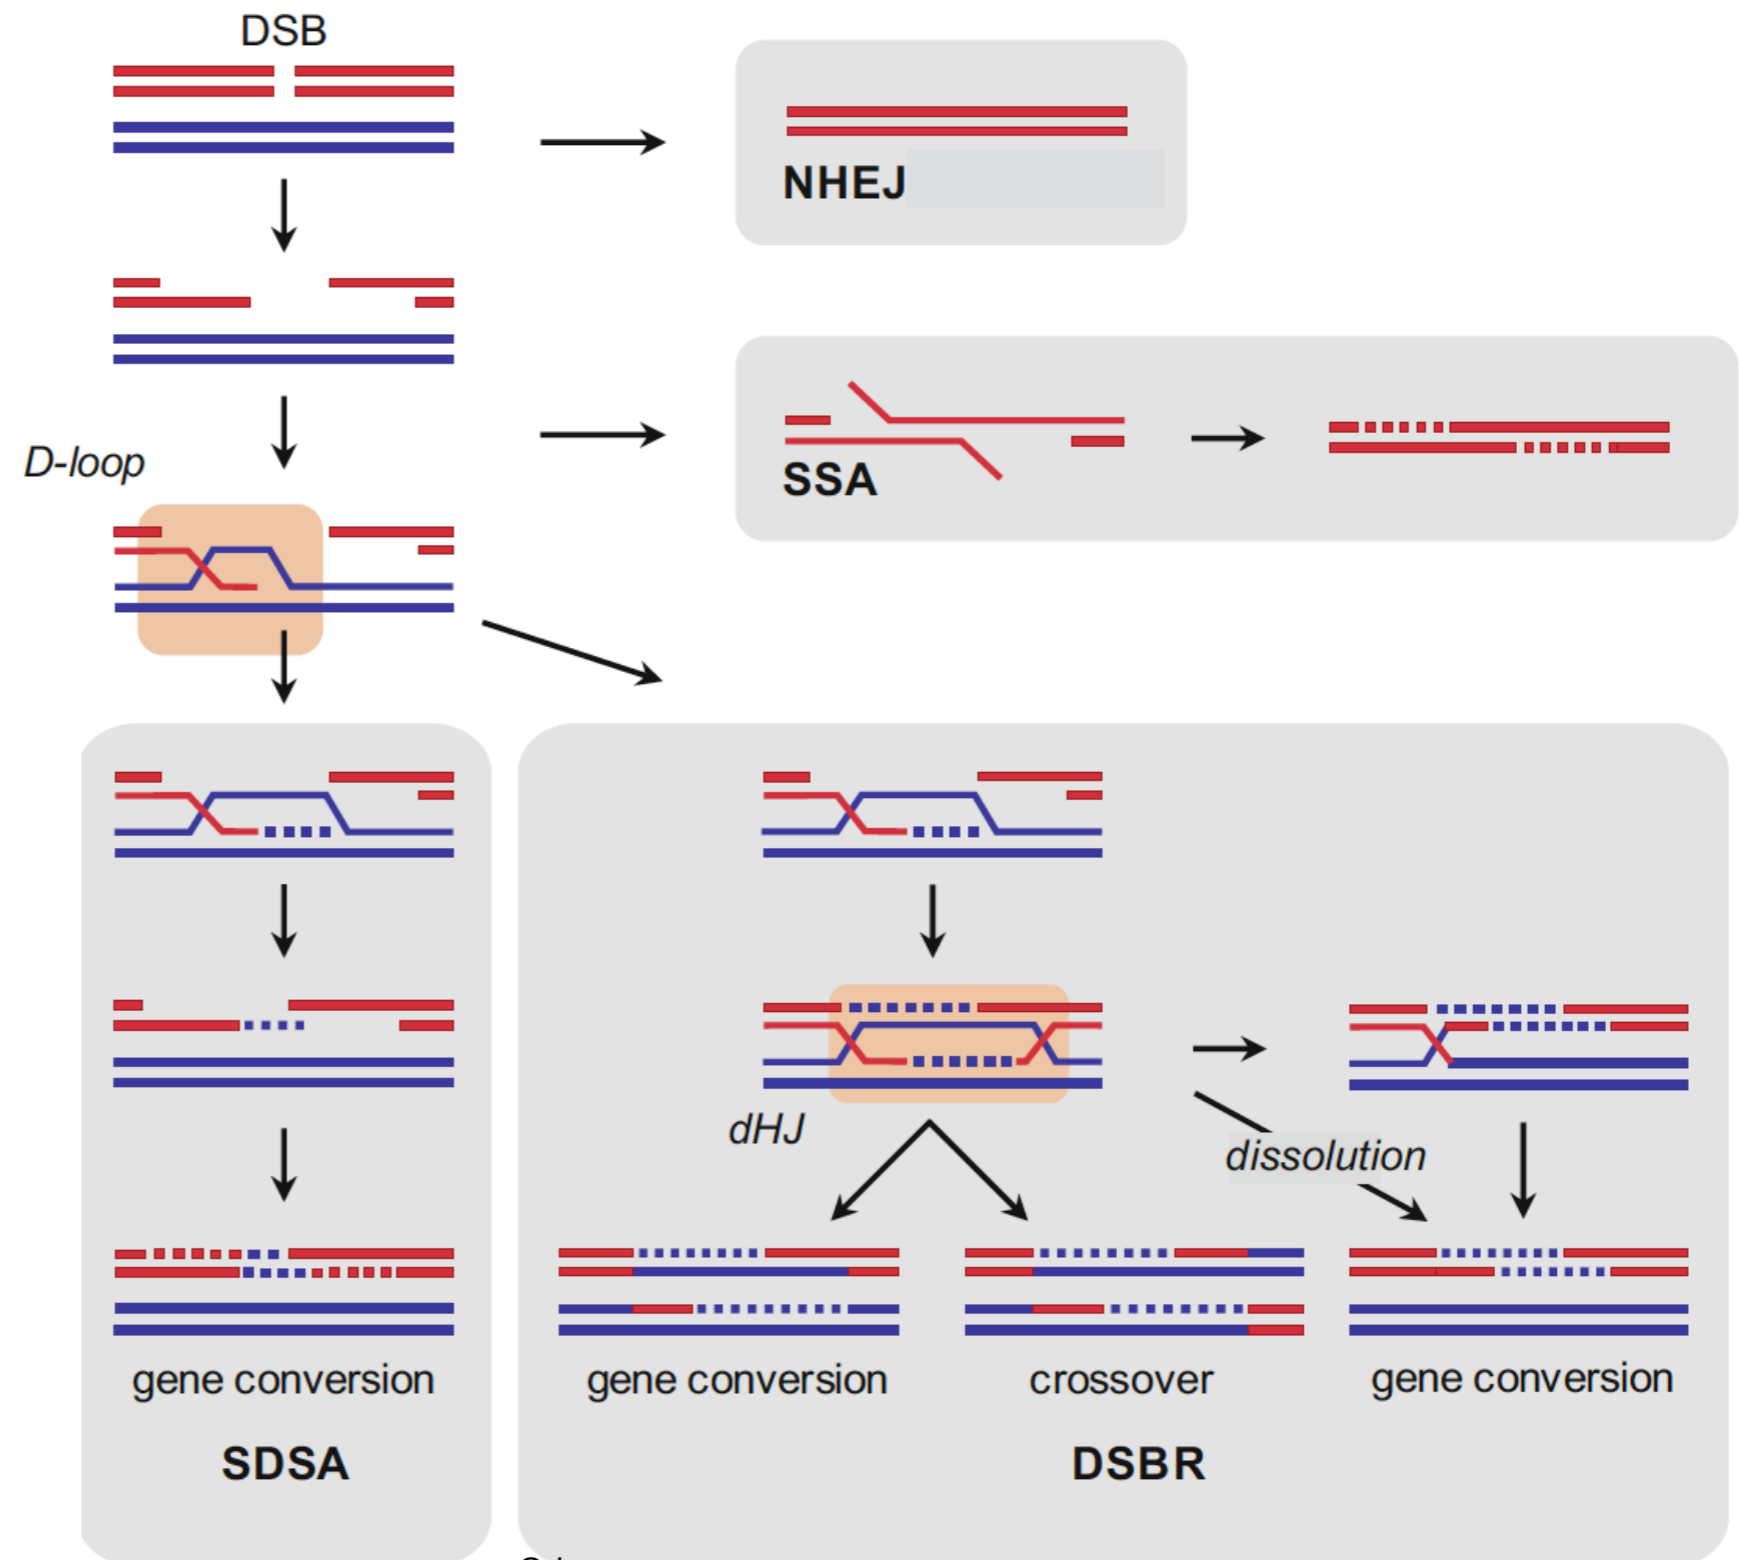 DSB
NHEJ
D-loop
SSA
dHJ
dissolution
gene conversion
gene conversion
crossover
gene conversion
SDSA
DSBR